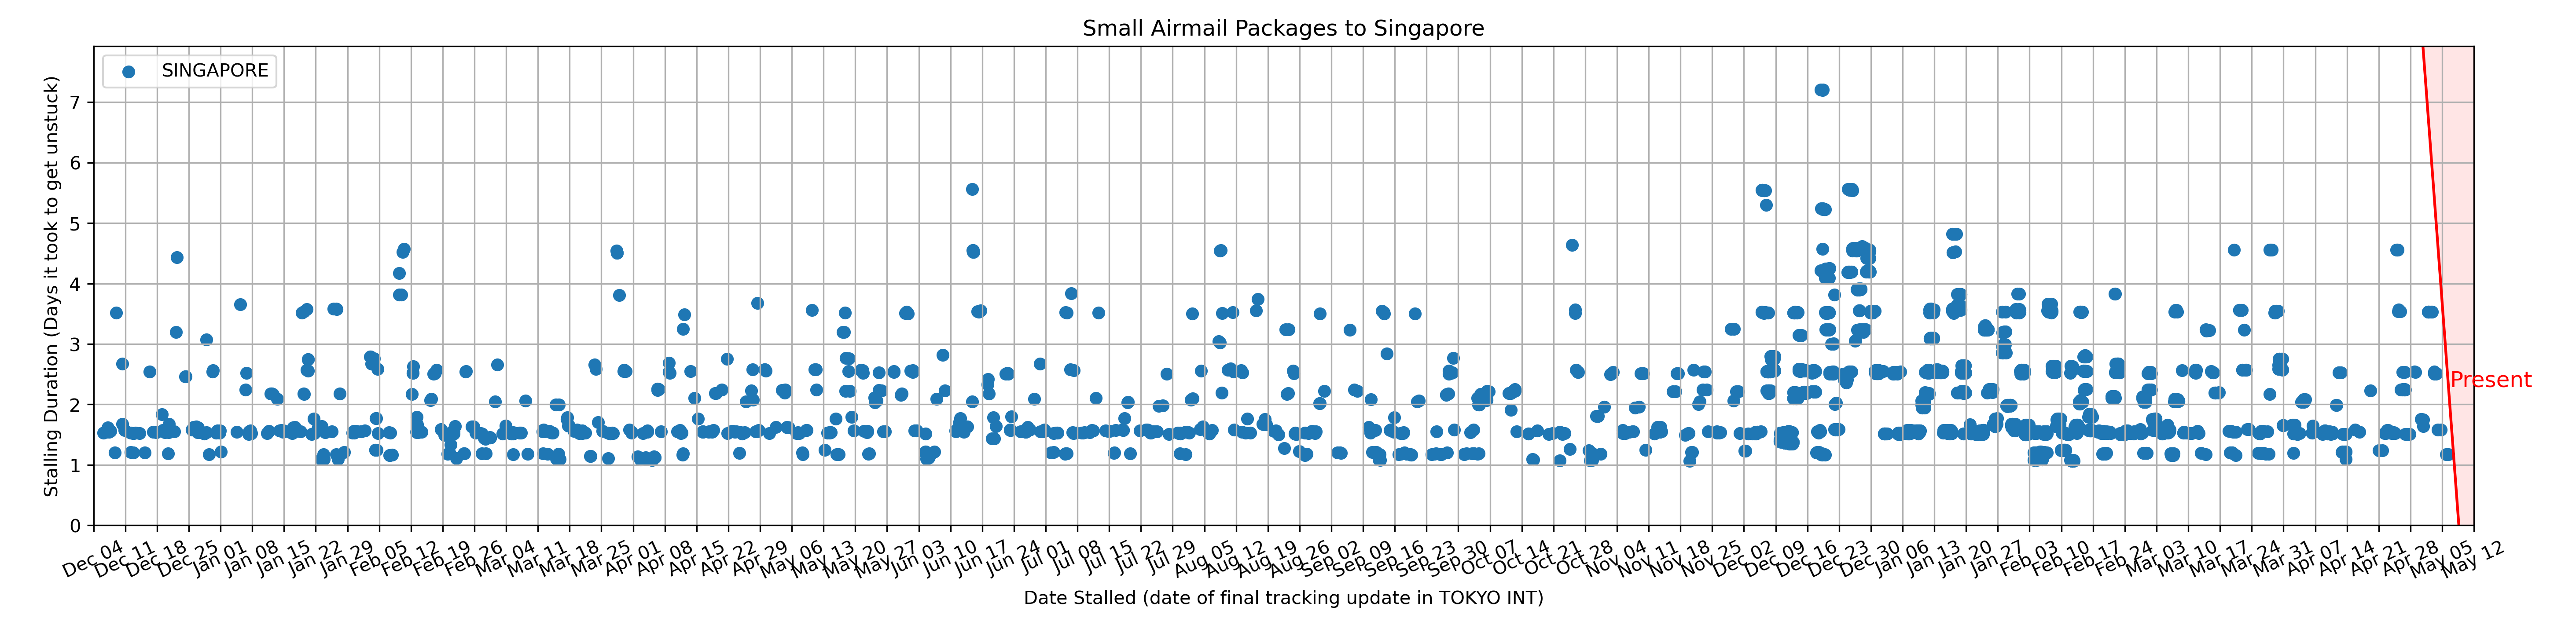 Small Airmail Packages to Singapore
SINGAPORE
Stalling Duration (Days it took to get unstuck)
7
6
5
4
3
2
1
0
Present
Dec 04
Dec 11
Dec 18
Dec 25
Jan 01
Jan 08
Jan 15
Jan 22
Jan 29
Feb 05
Feb 12
Feb 19
Feb 26
Mar 04
Mar 11
Mar 18
Mar 25
Apr 01
Apr 08
Apr 15
Apr 22
Apr 29
May 06
May 13
May 20
May 27
Jun 03
Jun 10
Jun 17
Jun 24
Jul 01
Jul 08
Jul 15
Jul 22
Jul 29
Aug 05
Aug 12
Aug 19
Aug 26
Sep 02
Sep 09
Sep 16
Sep 23
Sep 30
Oct 07
Oct 14
Oct 21
Oct 28
Nov 04
Nov 11
Nov 18
Nov 25
Dec 02
Dec 09
Dec 16
Dec 23
Dec 30
Jan 06
Jan 13
Jan 20
Jan 27
Feb 03
Feb 10
Feb 17
Feb 24
Mar 03
Mar 10
Mar 17
Mar 24
Mar 31
Apr 07
Apr 14
Apr 21
Apr 28
May 05
May 12
Date Stalled (date of final tracking update in TOKYO INT)